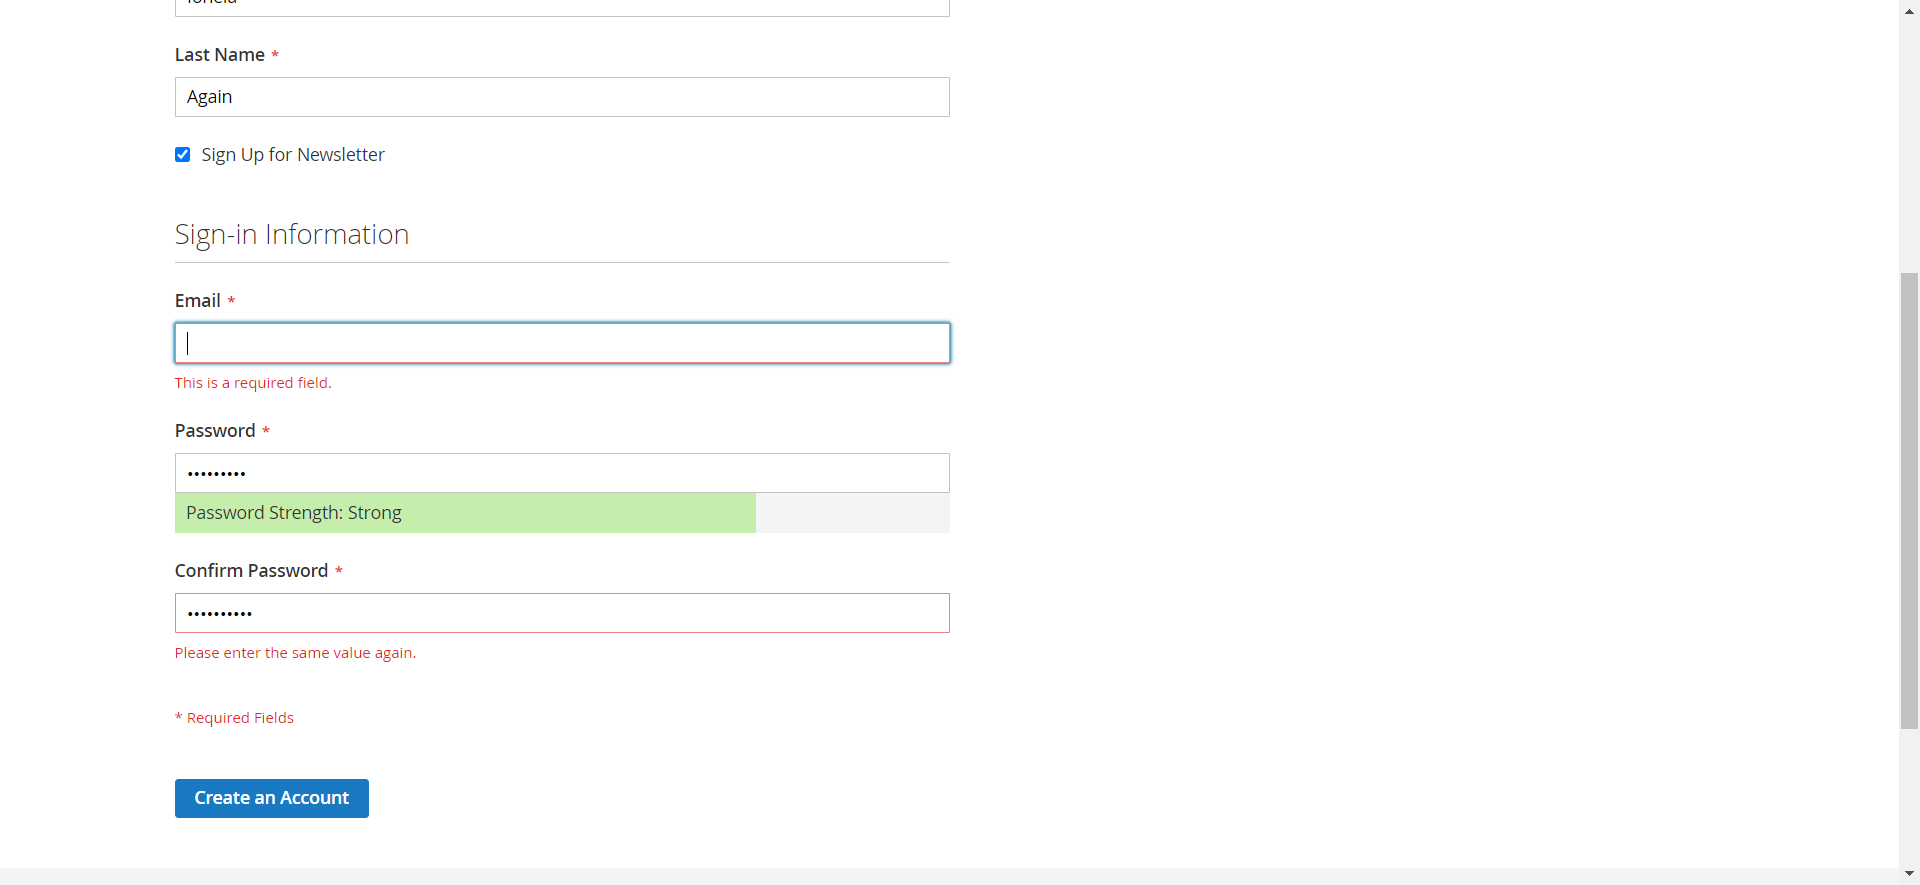 Last Name *
Again
Sign Up for Newsletter
Sign-in Information
Email *
This is a required field.
Password *
•••••••••
Password Strength: Strong
Confirm Password *
••••••••••
Please enter the same value again.
* Required Fields
Create an Account